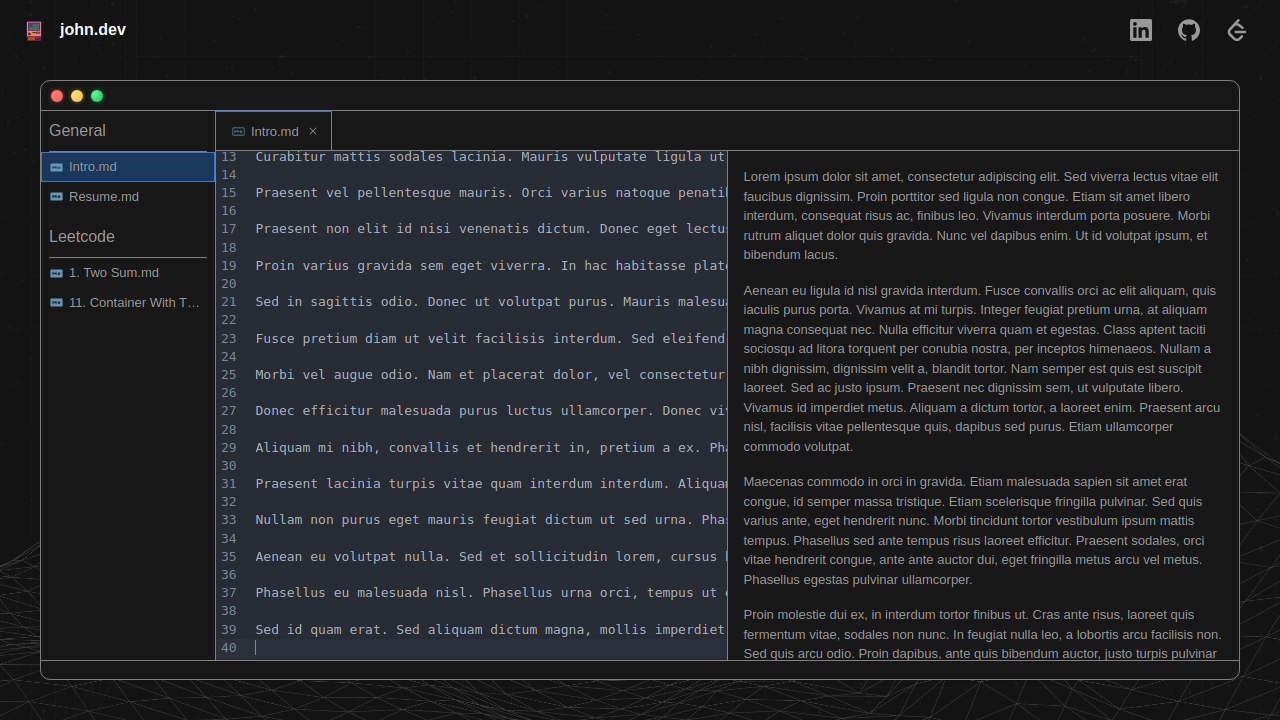 john.dev
General
Intro.md
Resume.md
Leetcode
1. Two Sum.md
11. Container With T…
Intro.md ×
13 Curabitur mattis sodales lacinia. Mauris vulputate ligula ut
14
15 Praesent vel pellentesque mauris. Orci varius natoque
16
17 Praesent non elit id nisi venenatis dictum. Donec eget
18
19 Proin varius gravida sem eget viverra. In hac habitasse
20
21 Sed in sagittis odio. Donec ut volutpat purus. Mauris
22
23 Fusce pretium diam ut velit facilisis interdum. Sed eleifend
24
25 Morbi vel augue odio. Nam et placerat dolor, vel consectetur
26
27 Donec efficitur malesuada purus luctus ullamcorper. Donec
28
29 Aliquam mi nibh, convallis et hendrerit in, pretium a ex.
30
31 Praesent lacinia turpis vitae quam interdum interdum.
32
33 Nullam non purus eget mauris feugiat dictum ut sed urna.
34
35 Aenean eu volutpat nulla. Sed et sollicitudin lorem, cursus
36
37 Phasellus eu malesuada nisl. Phasellus urna orci, tempus ut
38
39 Sed id quam erat. Sed aliquam dictum magna, mollis imperdiet
40
Lorem ipsum dolor sit amet, consectetur adipiscing elit. Sed viverra lectus vitae elit
faucibus dignissim. Proin porttitor sed ligula non congue. Etiam sit amet libero
interdum, consequat risus ac, finibus leo. Vivamus interdum porta posuere. Morbi
rutrum aliquet dolor quis gravida. Nunc vel dapibus enim. Ut id volutpat ipsum, et
bibendum lacus.
Aenean eu ligula id nisl gravida interdum. Fusce convallis orci ac elit aliquam, quis
iaculis purus porta. Vivamus at mi turpis. Integer feugiat pretium urna, at aliquam
magna consequat nec. Nulla efficitur viverra quam et egestas. Class aptent taciti
sociosqu ad litora torquent per conubia nostra, per inceptos himenaeos. Nullam a
nibh dignissim, dignissim velit a, blandit tortor. Nam semper est quis est suscipit
laoreet. Sed ac justo ipsum. Praesent nec dignissim sem, ut vulputate libero.
Vivamus id imperdiet metus. Aliquam a dictum tortor, a laoreet enim. Praesent arcu
nisl, facilisis vitae pellentesque quis, dapibus sed purus. Etiam ullamcorper
commodo volutpat.
Maecenas commodo in orci in gravida. Etiam malesuada sapien sit amet erat
congue, id semper massa tristique. Etiam scelerisque fringilla pulvinar. Sed quis
varius ante, eget hendrerit nunc. Morbi tincidunt tortor vestibulum ipsum mattis
tempus. Phasellus sed ante tempus risus laoreet efficitur. Praesent sodales, orci
vitae hendrerit congue, ante ante auctor dui, eget fringilla metus arcu vel metus.
Phasellus egestas pulvinar ullamcorper.
Proin molestie dui ex, in interdum tortor finibus ut. Cras ante risus, laoreet quis
fermentum vitae, sodales non nunc. In feugiat nulla leo, a lobortis arcu facilisis non.
Sed quis arcu odio. Proin dapibus, ante quis bibendum auctor, justo turpis pulvinar